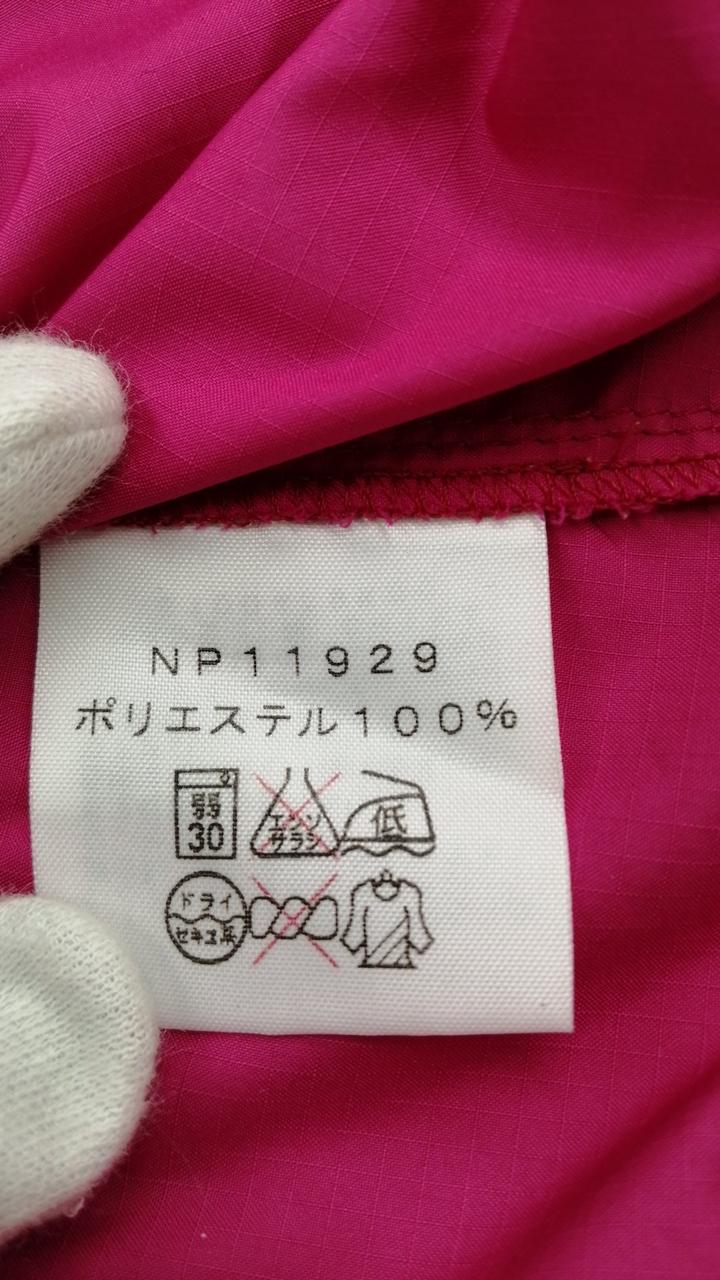 NP11929
ポリエステル100%
弱
30
エンソ
サラシ
低
ドライ
セキユ系